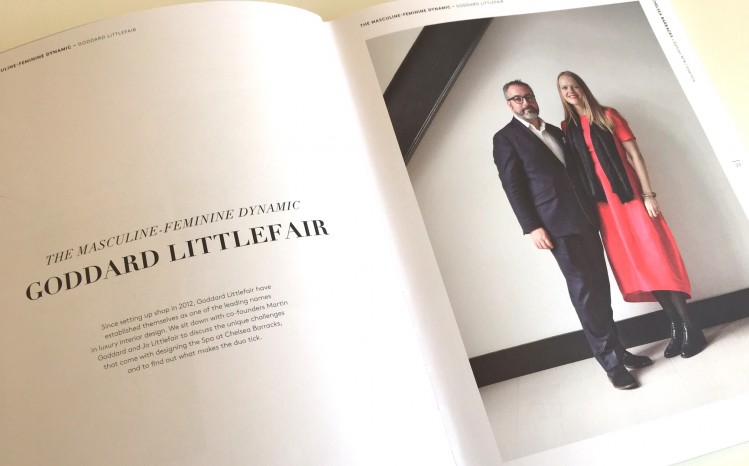 ULINE-FEMININE DYNAMIC – GODDARD LITTLEFAIR
THE MASCULINE-FEMININE DYNAMIC – GODDARD LITTLEFAIR
THE MASCULINE-FEMININE DYNAMIC
GODDARD LITTLEFAIR
Since setting up shop in 2012, Goddard Littlefair have
established themselves as one of the leading names
in luxury interior design. We sit down with co-founders Martin
Goddard and Jo Littlefair to discuss the unique challenges
that come with designing the Spa at Chelsea Barracks,
and to find out what makes the duo tick.
CHELSEA BARRACKS